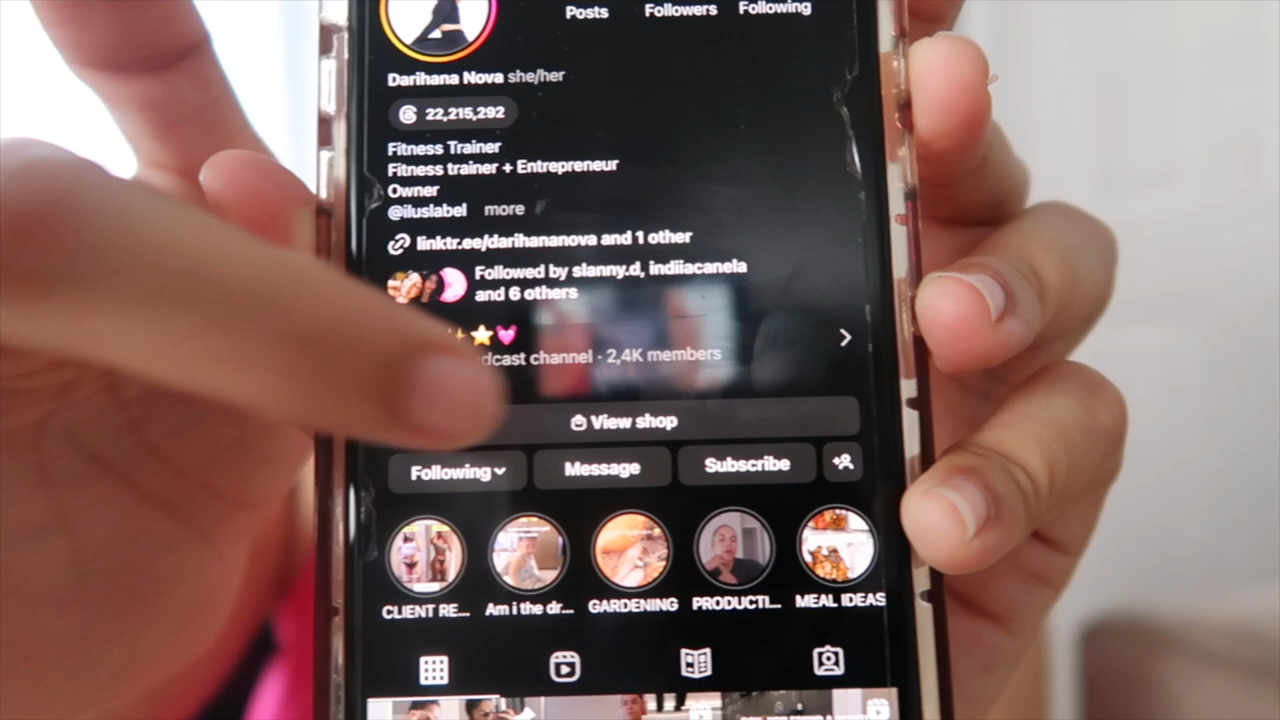 Posts Followers Following
Darihana Nova she/her
22,215,292
Fitness Trainer
Fitness trainer + Entrepreneur
Owner
@iluslabel more
linktr.ee/darihananova and 1 other
Followed by slanny.d, indiiacanela
and 6 others
dcast channel · 2,4K members
View shop
Following Message Subscribe
CLIENT RE... Am i the dr... GARDENING PRODUCTI... MEAL IDEAS